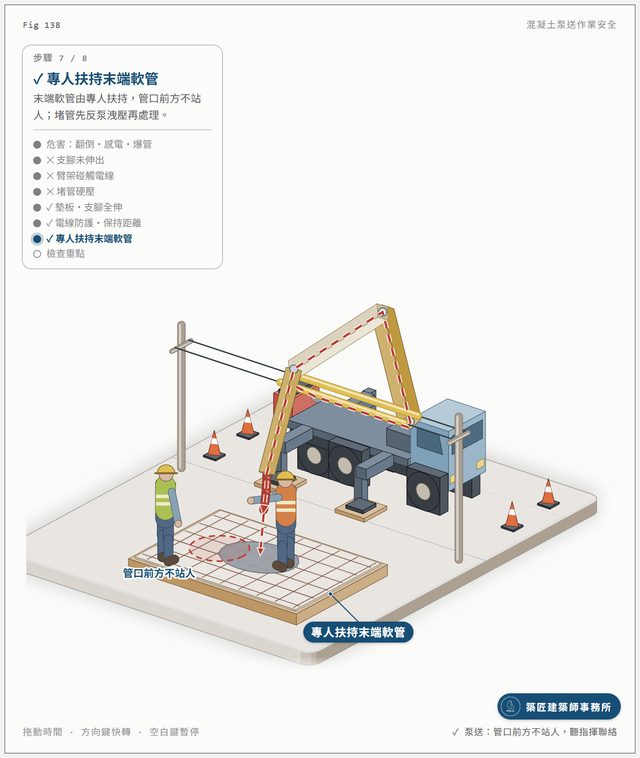 Fig 138
混凝土泵送作業安全
步驟 7 / 8
✓ 專人扶持末端軟管
末端軟管由專人扶持，管口前方不站
人；堵管先反泵洩壓再處理。
危害：翻倒・感電・爆管
✕ 支腳未伸出
✕ 臂架碰觸電線
✕ 堵管硬壓
✓ 墊板・支腳全伸
✓ 電線防護・保持距離
✓ 專人扶持末端軟管
檢查重點
管口前方不站人
專人扶持末端軟管
築匠建築師事務所
拖動時間 · 方向鍵快轉 · 空白鍵暫停
✓ 泵送：管口前方不站人，聽指揮聯絡